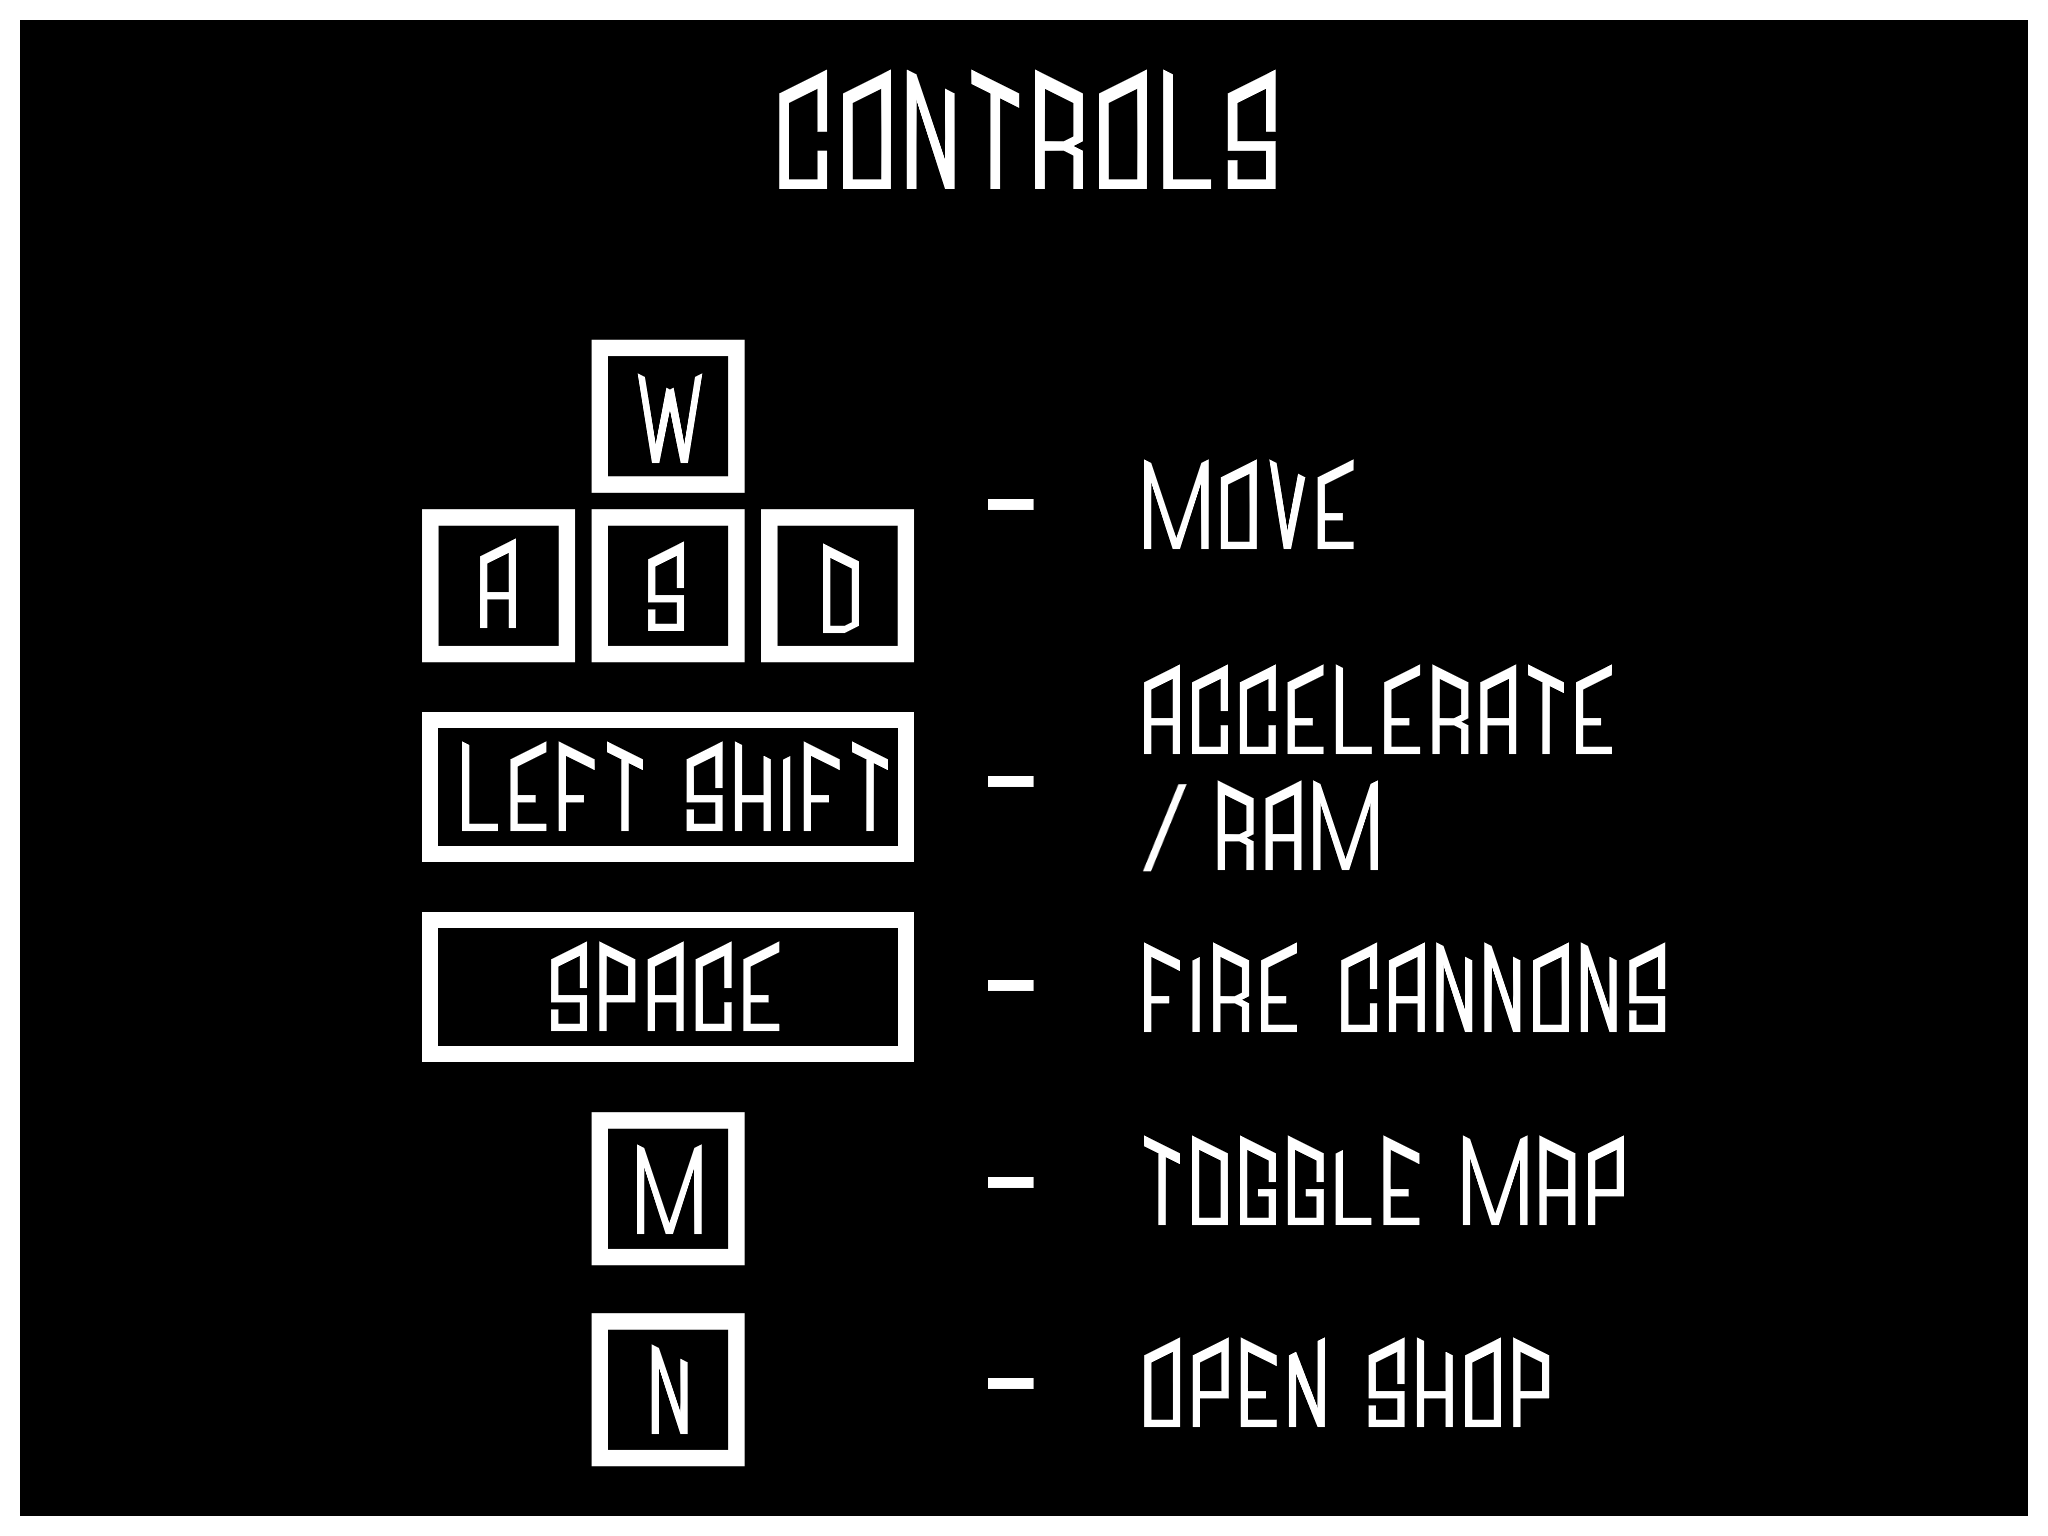 CONTROLS
W
A S D - MOVE
LEFT SHIFT - ACCELERATE
/ RAM
SPACE - FIRE CANNONS
M - TOGGLE MAP
N - OPEN SHOP